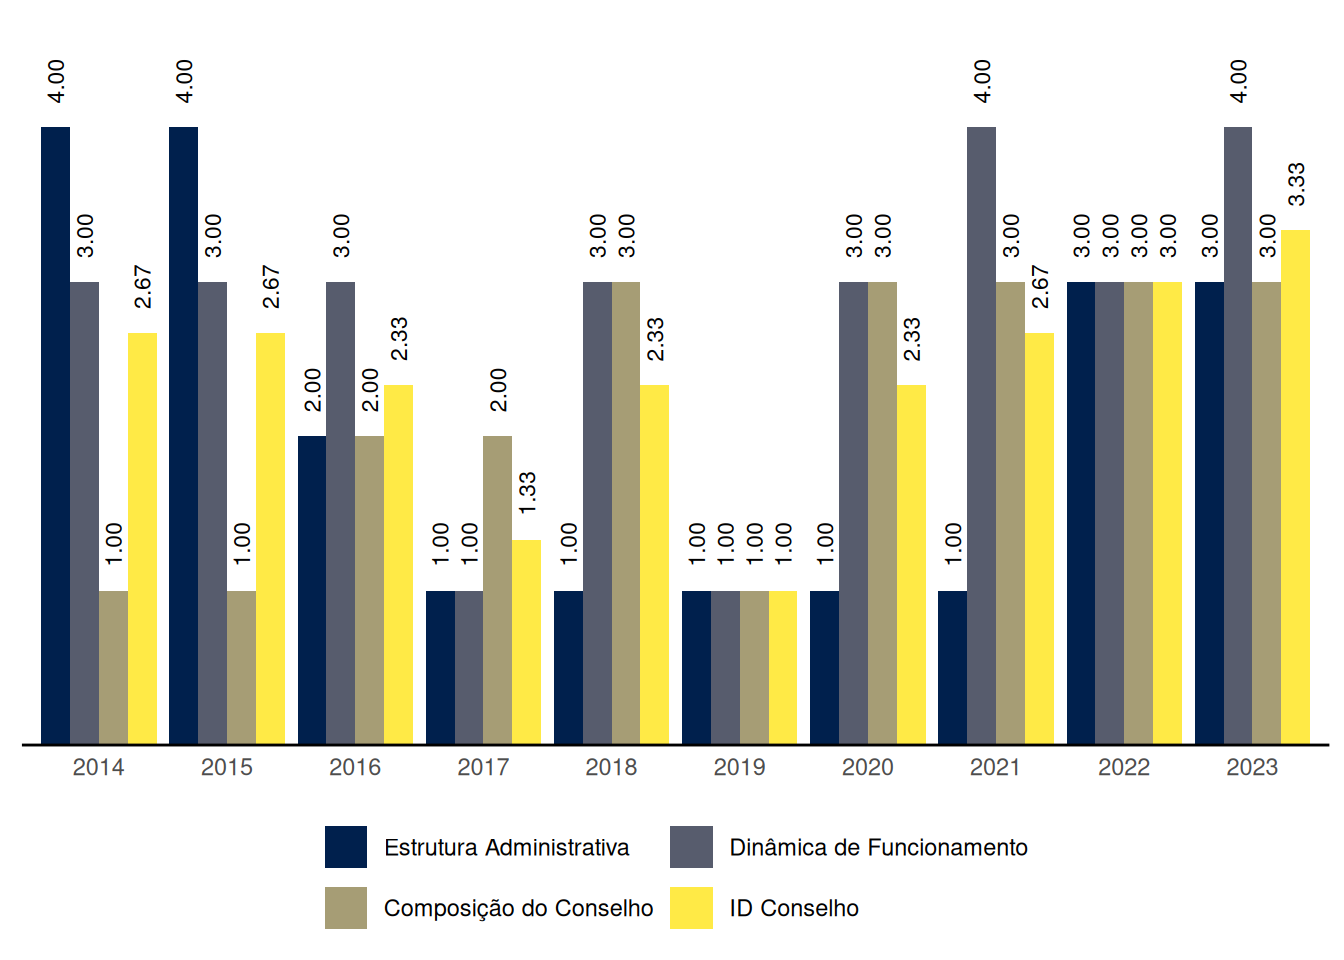 4.00 4.00 4.00 4.00
3.33
3.00 3.00 3.00 3.00 3.00 3.00 3.00 3.00 3.00 3.00 3.00 3.00 3.00 3.00
2.67 2.67 2.67
2.33 2.33 2.33
2.00 2.00 2.00
1.33
1.00 1.00 1.00 1.00 1.00 1.00 1.00 1.00 1.00 1.00 1.00
2014 2015 2016 2017 2018 2019 2020 2021 2022 2023
Estrutura Administrativa Dinâmica de Funcionamento
Composição do Conselho ID Conselho